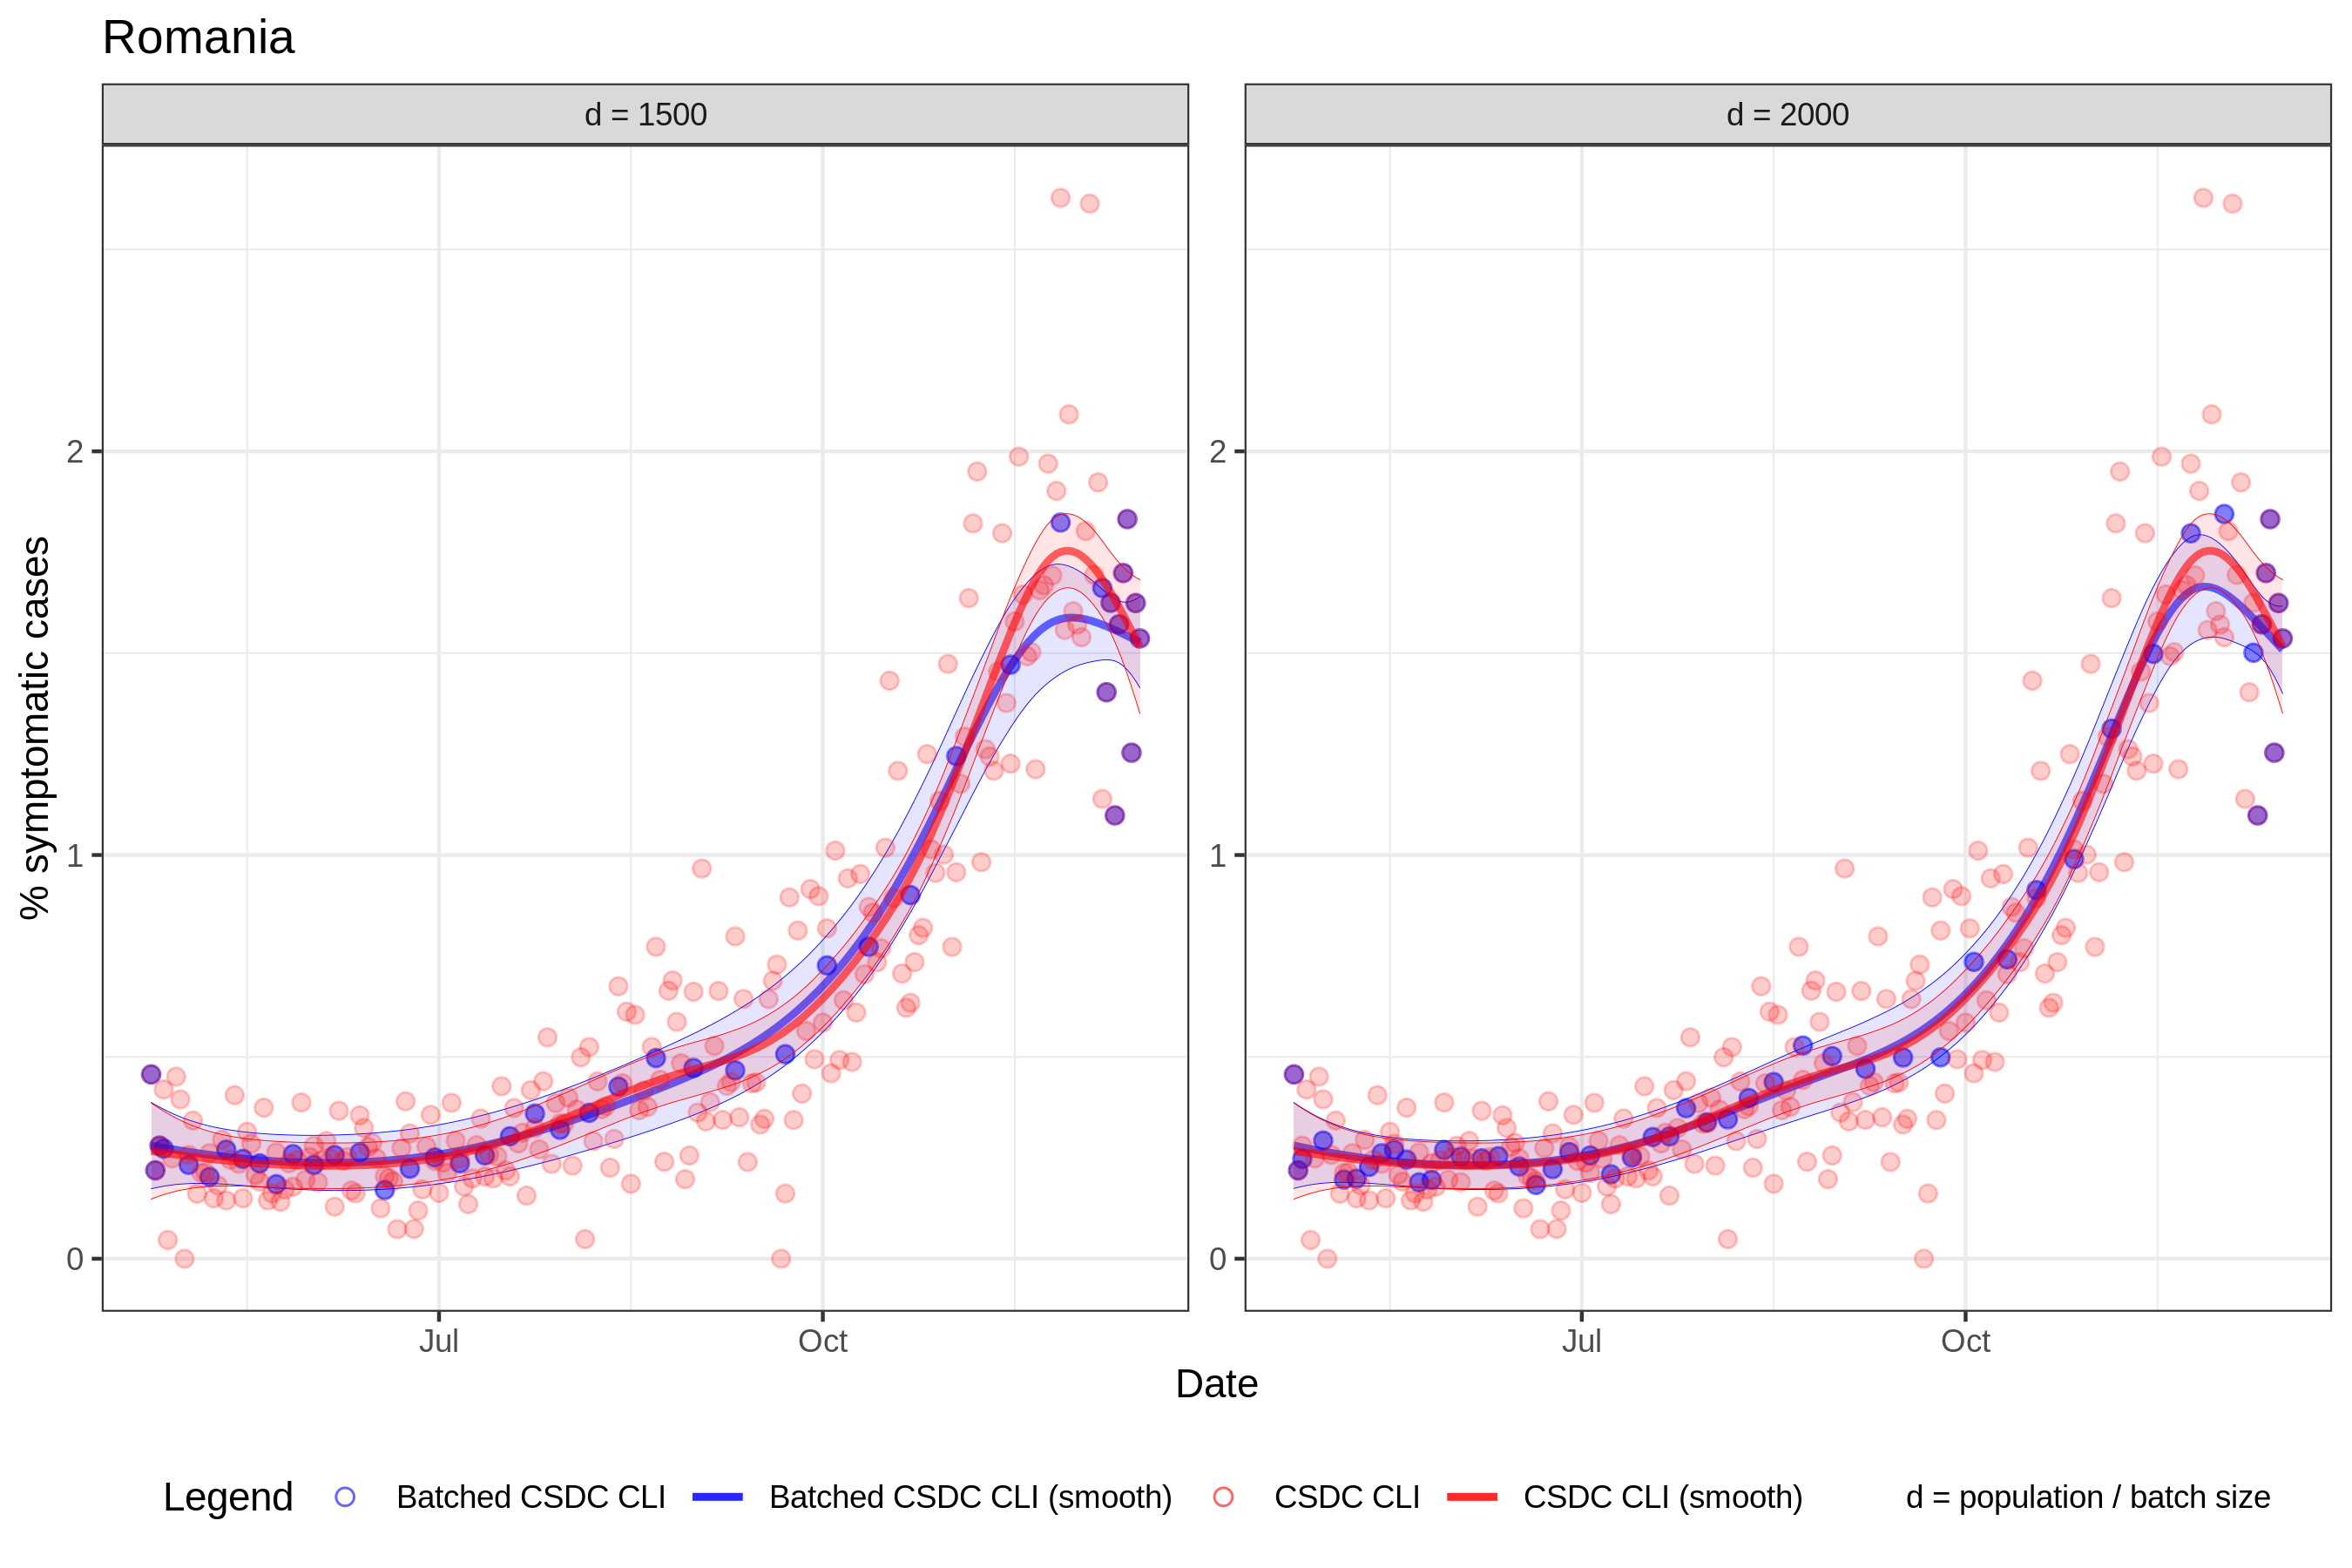 Romania
d = 1500
d = 2000
% symptomatic cases
2
1
0
2
1
0
Jul
Oct
Jul
Oct
Date
Legend
Batched CSDC CLI
Batched CSDC CLI (smooth)
CSDC CLI
CSDC CLI (smooth)
d = population / batch size